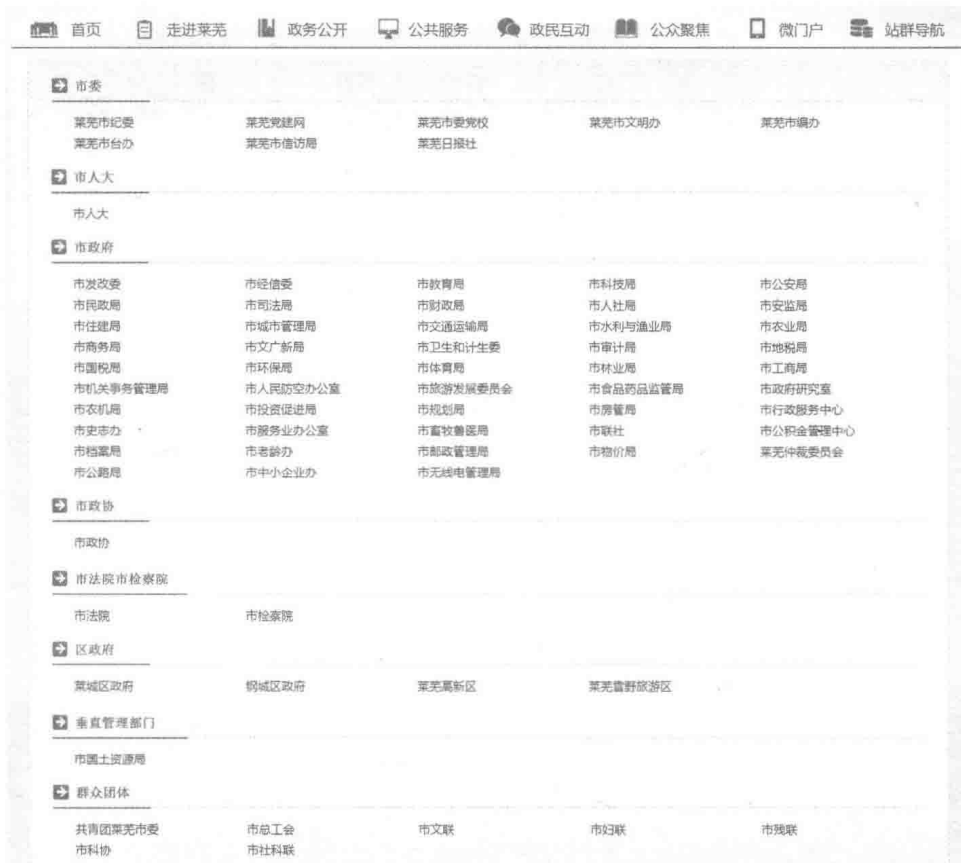 首页 走进莱芜 政务公开 公共服务 政民互动 公众聚焦 微门户 站群导航
市委
莱芜市纪委 莱芜党建网 莱芜市委党校 莱芜市文明办 莱芜市编办
莱芜市台办 莱芜市信访局 莱芜日报社
市人大
市人大
市政府
市发改委 市经信委 市教育局 市科技局 市公安局
市民政局 市司法局 市财政局 市人社局 市安监局
市住建局 市城市管理局 市交通运输局 市水利与渔业局 市农业局
市商务局 市文广新局 市卫生和计生委 市审计局 市地税局
市国税局 市环保局 市体育局 市林业局 市工商局
市机关事务管理局 市人民防空办公室 市旅游发展委员会 市食品药品监管局 市政府研究室
市农机局 市投资促进局 市规划局 市房管局 市行政服务中心
市史志办 市服务业办公室 市畜牧兽医局 市联社 市公积金管理中心
市档案局 市老龄办 市邮政管理局 市物价局 莱芜仲裁委员会
市公路局 市中小企业办 市无线电管理局
市政协
市政协
市法院市检察院
市法院 市检察院
区政府
莱城区政府 钢城区政府 莱芜高新区 莱芜雪野旅游区
垂直管理部门
市国土资源局
群众团体
共青团莱芜市委 市总工会 市文联 市妇联 市残联
市科协 市社科联